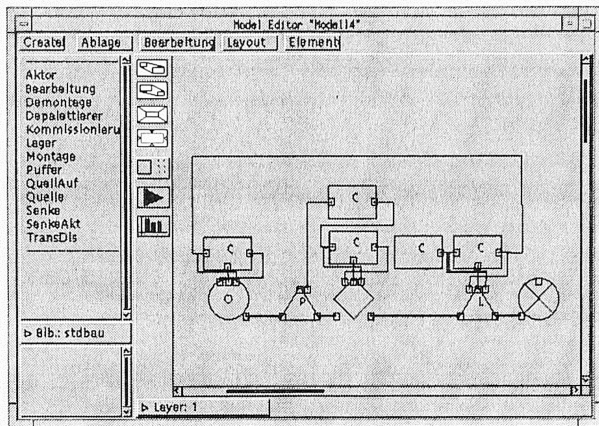 Model Editor "Modell4"
Create Ablage Bearbeitung Layout Element
Aktor
Bearbeitung
Demontage
Depalettierer
Kommissionieru
Lager
Montage
Puffer
QuellAuf
Quelle
Senke
SenkeAkt
TransDis
C
C
C
C
C
O
P
L
Bib.: stdbau
Layer: 1